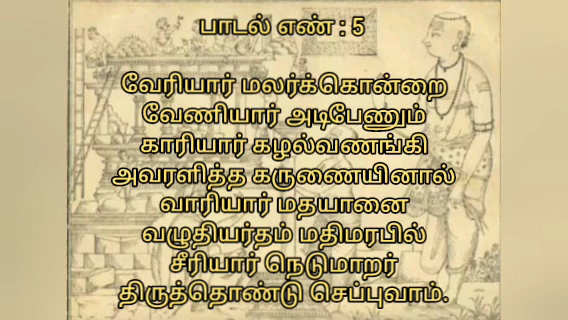 பாடல் எண் : 5
வேரியார் மலர்க்கொன்றை
வேணியார் அடிபேணும்
காரியார் கழல்வணங்கி
அவரளித்த கருணையினால்
வாரியார் மதயானை
வழுதியர்தம் மதிமரபில்
சீரியார் நெடுமாறர்
திருத்தொண்டு செப்புவாம்.